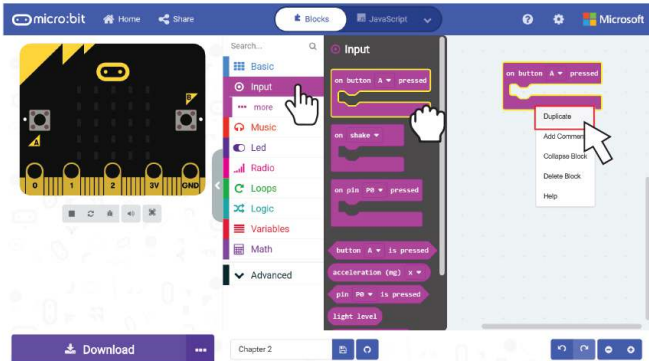 micro:bit
Home
Share
Blocks
JavaScript
Microsoft
A
B
0 1 2 3V GND
Search...
Basic
Input
more
Music
Led
Radio
Loops
Logic
Variables
Math
Advanced
Input
on button A pressed
on shake
on pin P0 pressed
button A is pressed
acceleration (mg) x
pin P0 is pressed
light level
on button A pressed
Duplicate
Add Comment
Collapse Block
Delete Block
Help
Download
Chapter 2